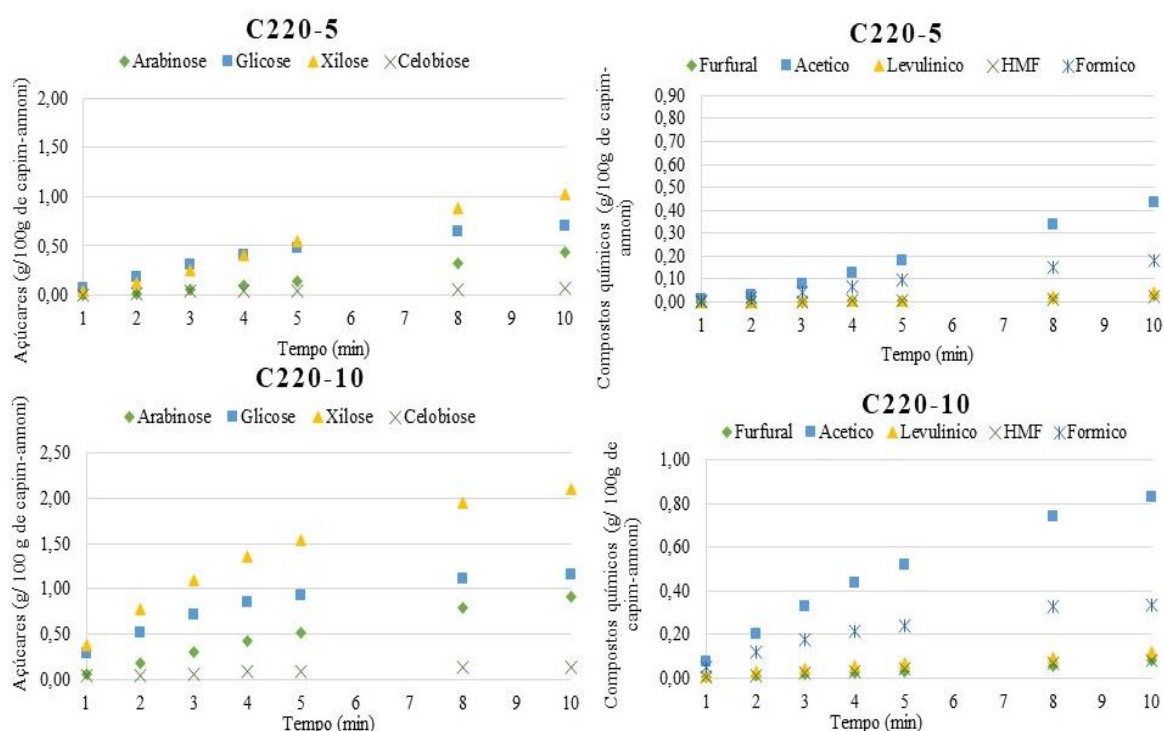 C220-5
Arabinose Glicose Xilose Celobiose
Açúcares (g/100g de capim-annoni)
2,00
1,50
1,00
0,50
0,00
1 2 3 4 5 6 7 8 9 10
Tempo (min)
C220-5
Furfural Acetico Levulinico HMF Formico
Compostos químicos (g/100g de capim-
annoni)
0,90
0,80
0,70
0,60
0,50
0,40
0,30
0,20
0,10
0,00
1 2 3 4 5 6 7 8 9 10
Tempo (min)
C220-10
Arabinose Glicose Xilose Celobiose
Açúcares (g/ 100 g de capim-annoni)
2,50
2,00
1,50
1,00
0,50
0,00
1 2 3 4 5 6 7 8 9 10
Tempo (min)
C220-10
Furfural Acetico Levulinico HMF Formico
Compostos químicos (g/ 100g de
capim-annoni)
1,00
0,80
0,60
0,40
0,20
0,00
1 2 3 4 5 6 7 8 9 10
Tempo (min)